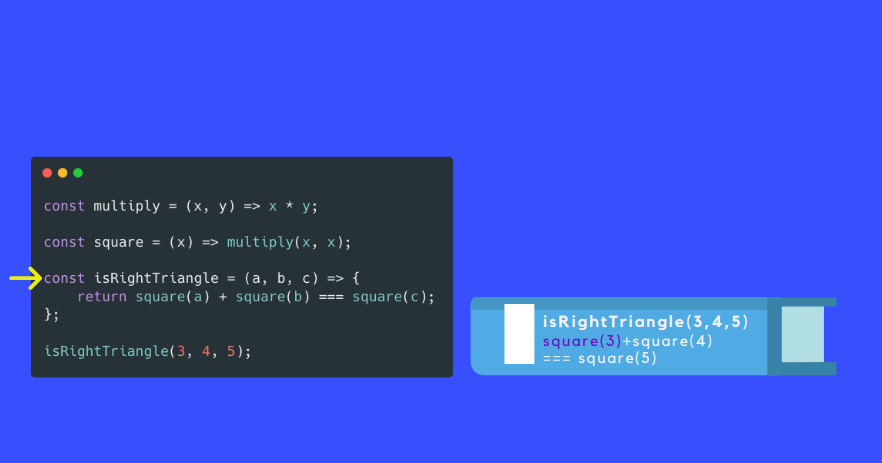 const multiply = (x, y) => x * y;
const square = (x) => multiply(x, x);
const isRightTriangle = (a, b, c) => {
return square(a) + square(b) === square(c);
};
isRightTriangle(3, 4, 5);
isRightTriangle(3,4,5)
square(3)+square(4)
=== square(5)